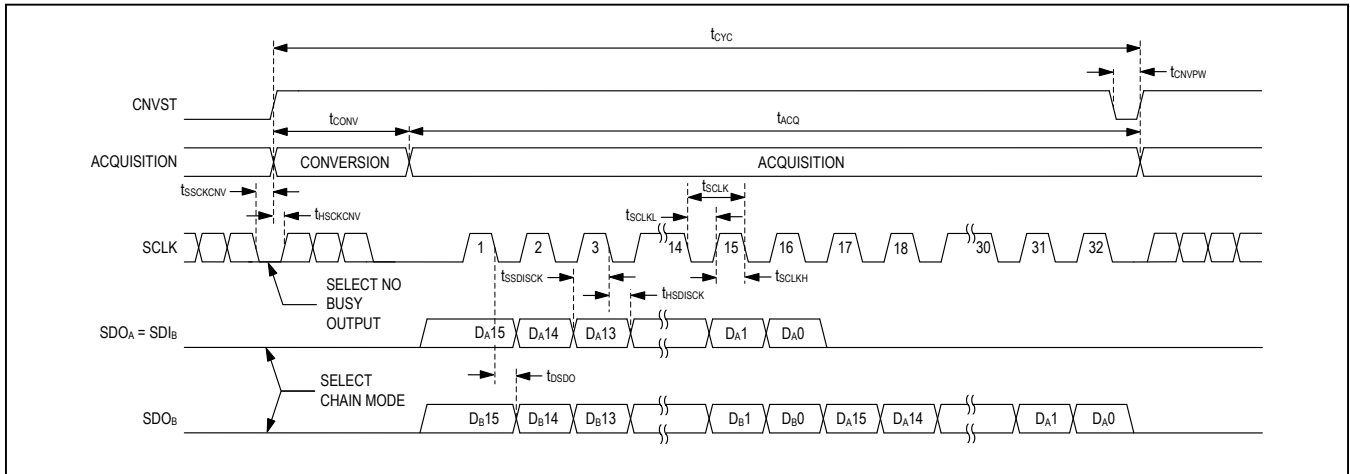 tCYC
tCNVPW
CNVST
tCONV
tACQ
ACQUISITION
CONVERSION
ACQUISITION
tSSCKCNV
tHSCKCNV
tSCLK
tSCLKL
SCLK
1 2 3 14 15 16 17 18 30 31 32
tSSDISCK
tHSDISCK
tSCLKH
SELECT NO
BUSY
OUTPUT
SDOA = SDIB
DA15 DA14 DA13 DA1 DA0
SELECT
CHAIN MODE
tDSDO
SDOB
DB15 DB14 DB13 DB1 DB0 DA15 DA14 DA1 DA0